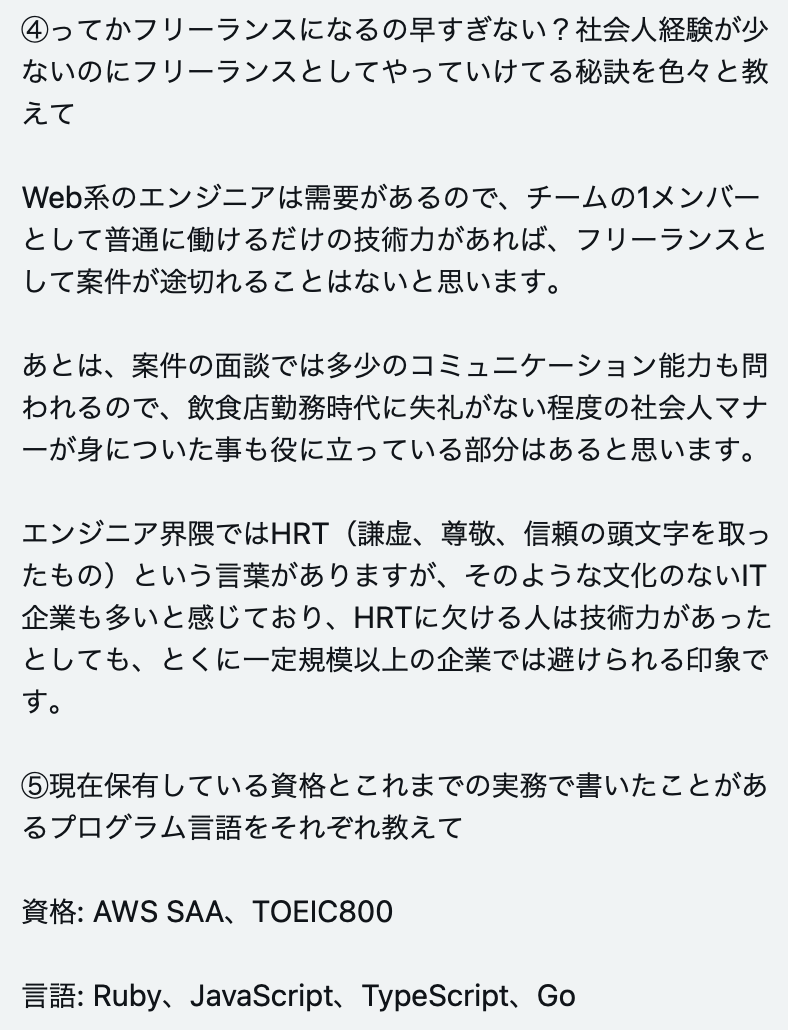 ④ってかフリーランスになるの早すぎない？社会人経験が少
ないのにフリーランスとしてやっていけてる秘訣を色々と教
えて
Web系のエンジニアは需要があるので、チームの1メンバー
として普通に働けるだけの技術力があれば、フリーランスと
して案件が途切れることはないと思います。
あとは、案件の面談では多少のコミュニケーション能力も問
われるので、飲食店勤務時代に失礼がない程度の社会人マナ
ーが身についた事も役に立っている部分はあると思います。
エンジニア界隈ではHRT（謙虚、尊敬、信頼の頭文字を取っ
たもの）という言葉がありますが、そのような文化のないIT
企業も多いと感じており、HRTに欠ける人は技術力があった
としても、とくに一定規模以上の企業では避けられる印象で
す。
⑤現在保有している資格とこれまでの実務で書いたことがあ
るプログラム言語をそれぞれ教えて
資格: AWS SAA、TOEIC800
言語: Ruby、JavaScript、TypeScript、Go